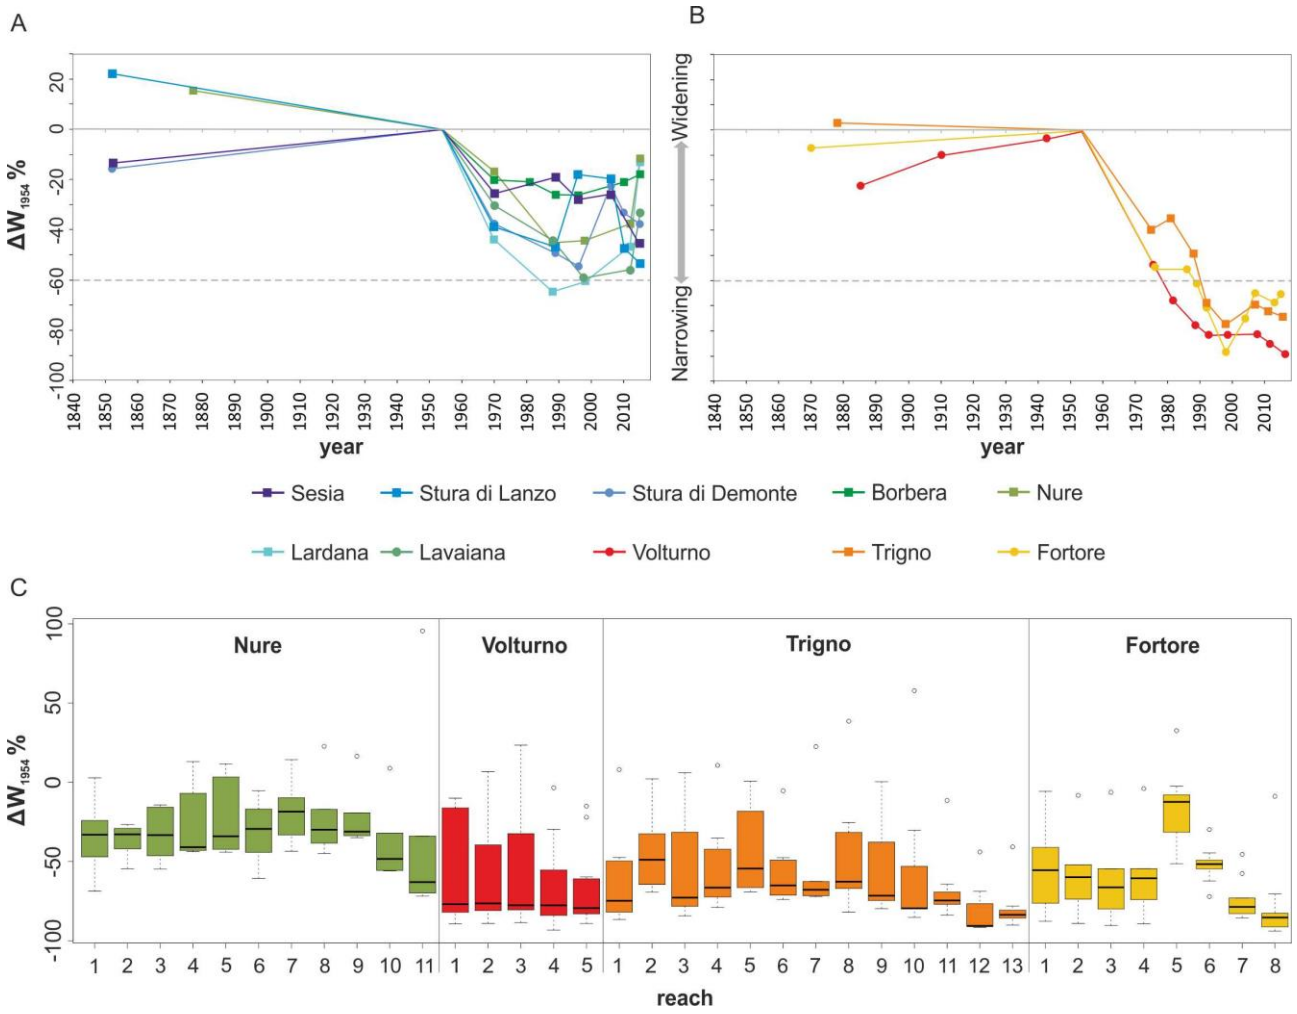 A
B
20
0
-20
-40
-60
-80
-100
ΔW1954 %
1840 1850 1860 1870 1880 1890 1900 1910 1920 1930 1940 1950 1960 1970 1980 1990 2000 2010
year
Widening
Narrowing
1840 1850 1860 1870 1880 1890 1900 1910 1920 1930 1940 1950 1960 1970 1980 1990 2000 2010
year
Sesia Stura di Lanzo Stura di Demonte Borbera Nure
Lardana Lavaiana Volturno Trigno Fortore
C
100
50
0
-50
-100
ΔW1954 %
Nure Volturno Trigno Fortore
1 2 3 4 5 6 7 8 9 10 11 1 2 3 4 5 1 2 3 4 5 6 7 8 9 10 11 12 13 1 2 3 4 5 6 7 8
reach